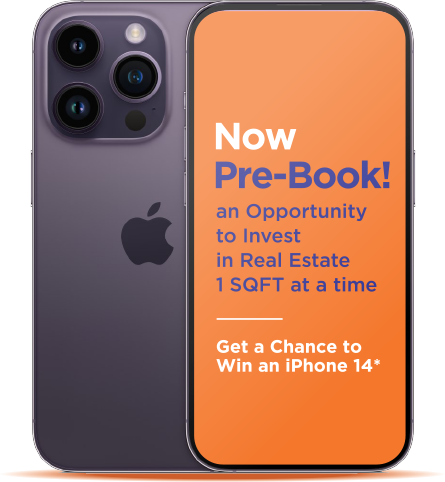 Now
Pre-Book!
an Opportunity
to Invest
in Real Estate
1 SQFT at a time
Get a Chance to
Win an iPhone 14*